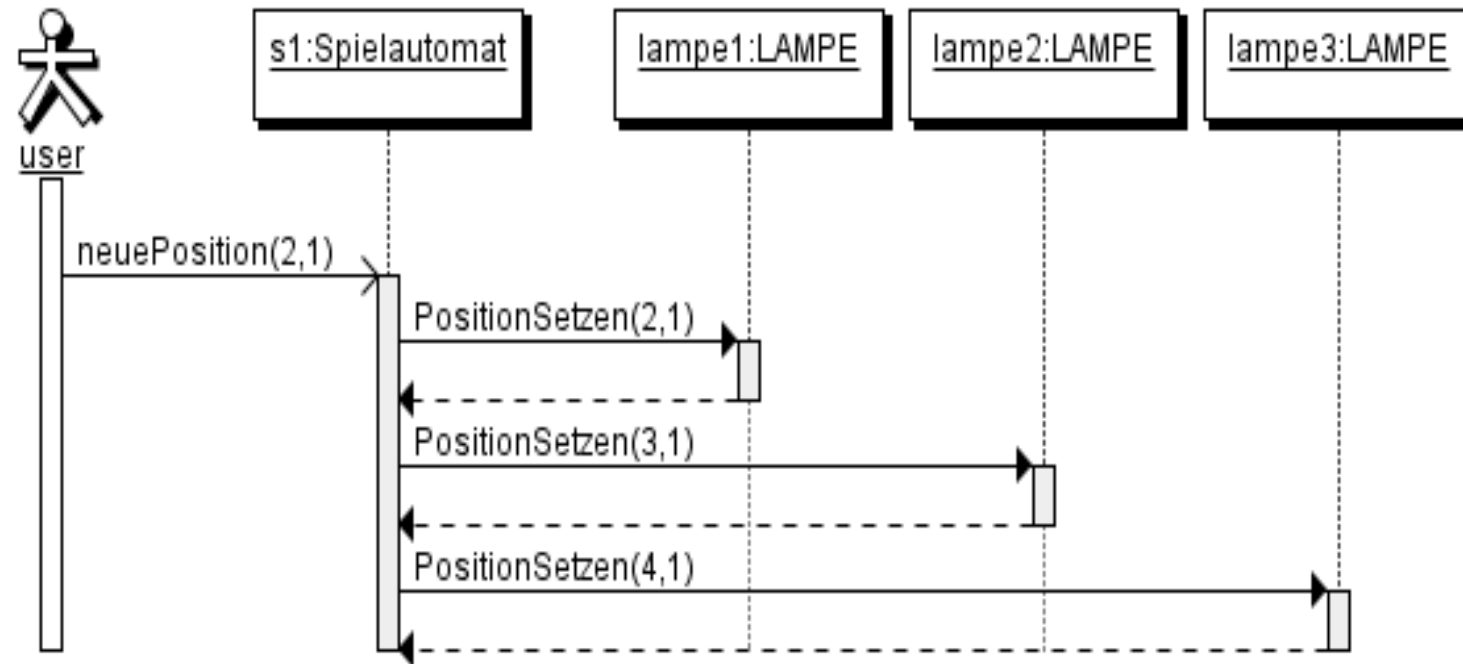 s1:Spielautomat
lampe1:LAMPE
lampe2:LAMPE
lampe3:LAMPE
user
neuePosition(2,1)
PositionSetzen(2,1)
PositionSetzen(3,1)
PositionSetzen(4,1)